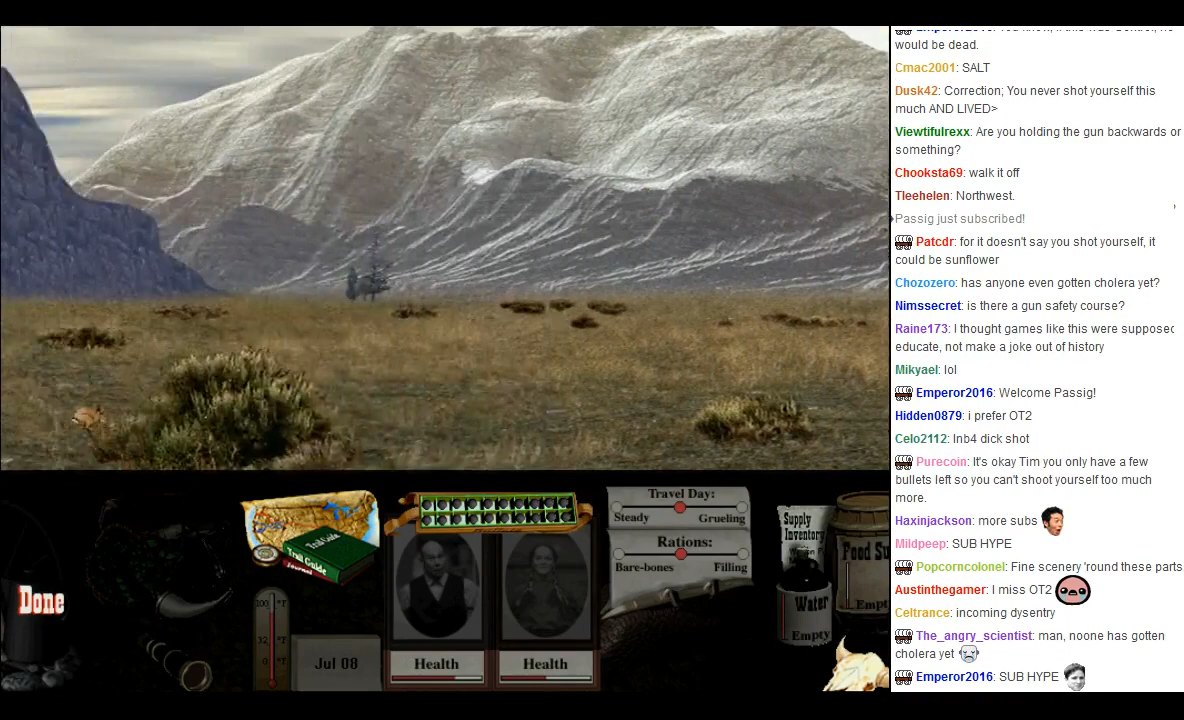 would be dead.
Cmac2001: SALT
Dusk42: Correction; You never shot yourself this
much AND LIVED>
Viewtifulrexx: Are you holding the gun backwards or
something?
Chooksta69: walk it off
Tleehelen: Northwest.
Passig just subscribed!
Patcdr: for it doesn't say you shot yourself, it
could be sunflower
Chozozero: has anyone even gotten cholera yet?
Nimssecret: is there a gun safety course?
Raine173: I thought games like this were supposed
educate, not make a joke out of history
Mikyael: lol
Emperor2016: Welcome Passig!
Hidden0879: i prefer OT2
Celo2112: Inb4 dick shot
Purecoin: It's okay Tim you only have a few
bullets left so you can't shoot yourself too much
more.
Haxinjackson: more subs
Mildpeep: SUB HYPE
Popcorncolonel: Fine scenery 'round these parts
Austinthegamer: I miss OT2
Celtrance: incoming dysentry
The_angry_scientist: man, noone has gotten
cholera yet
Emperor2016: SUB HYPE
Done
Trail Guide
Trail Guide
100 °F
32 °F
0 °F
Jul 08
Health
Health
Travel Day:
Steady Grueling
Rations:
Bare-bones Filling
Supply
Inventory
Water
Empty
Food
Empt